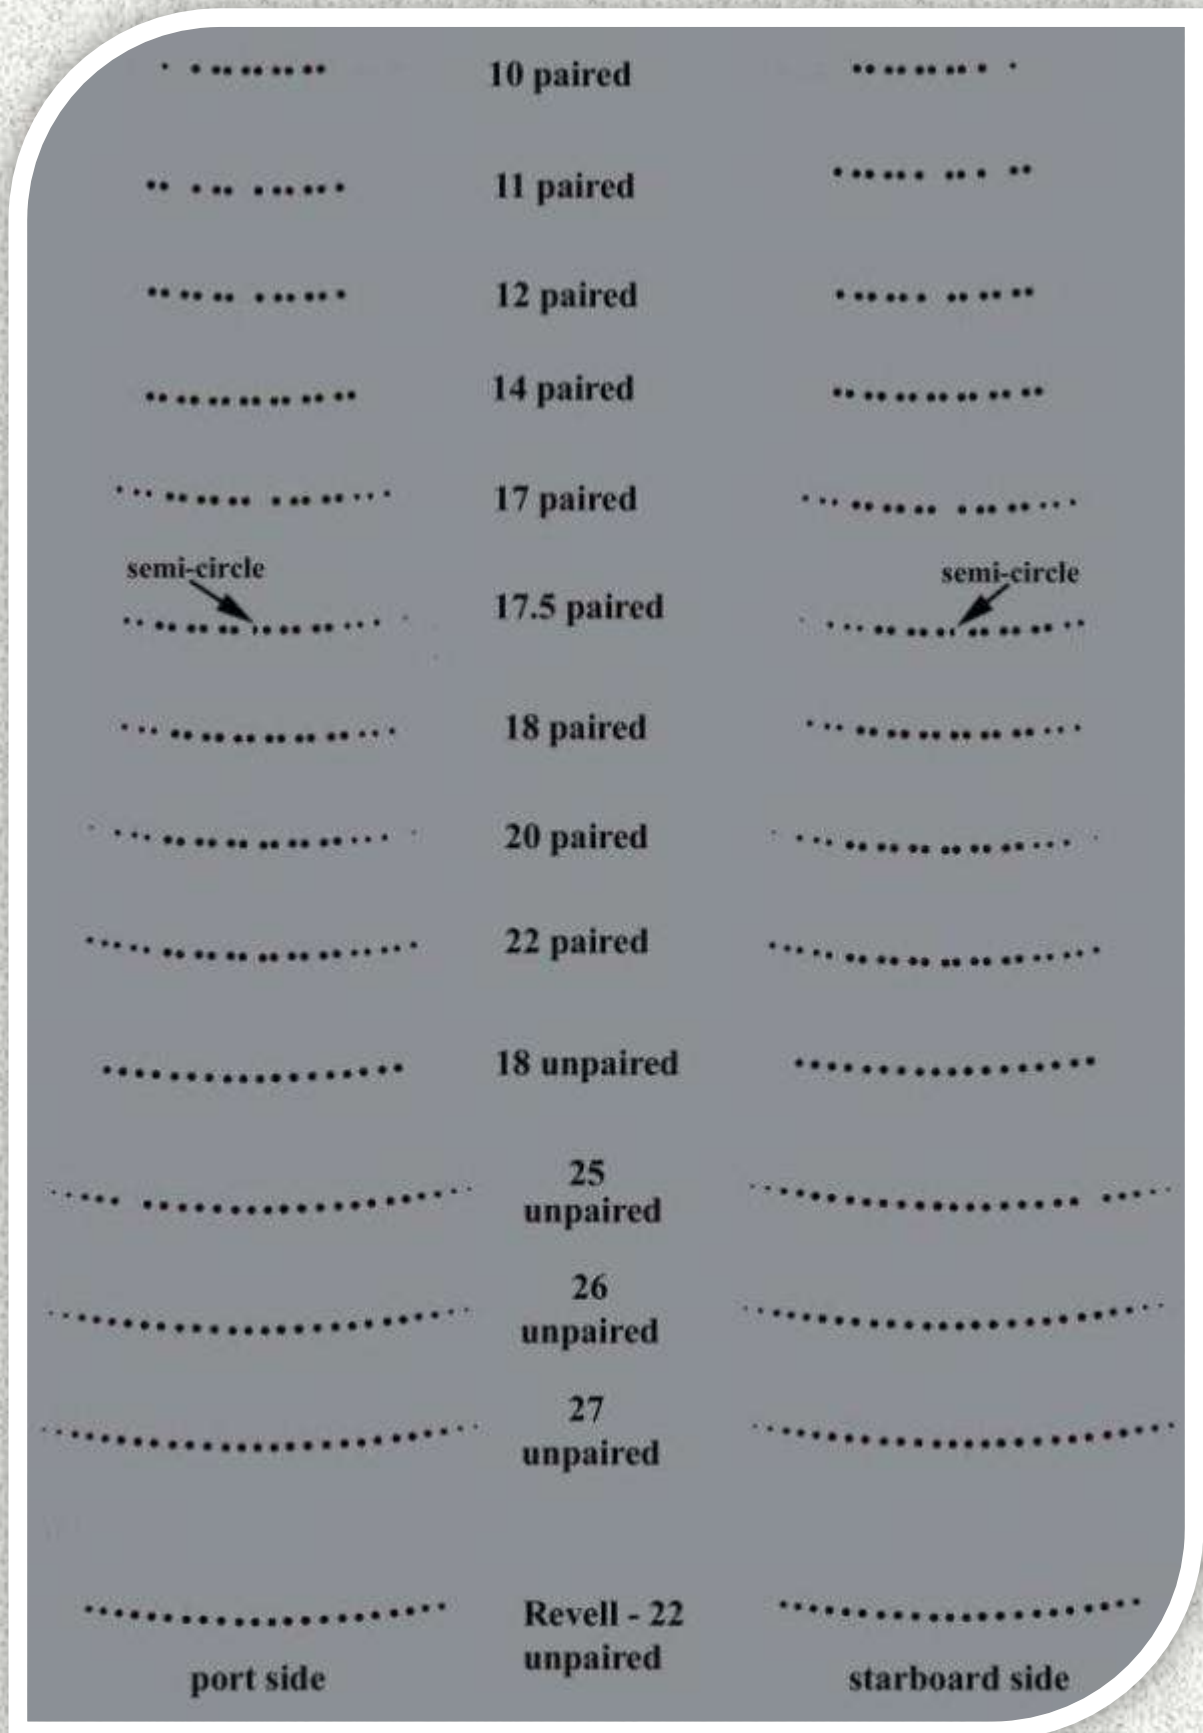 10 paired
11 paired
12 paired
14 paired
17 paired
semi-circle
semi-circle
17.5 paired
18 paired
20 paired
22 paired
18 unpaired
25
unpaired
26
unpaired
27
unpaired
Revell - 22
unpaired
port side
starboard side